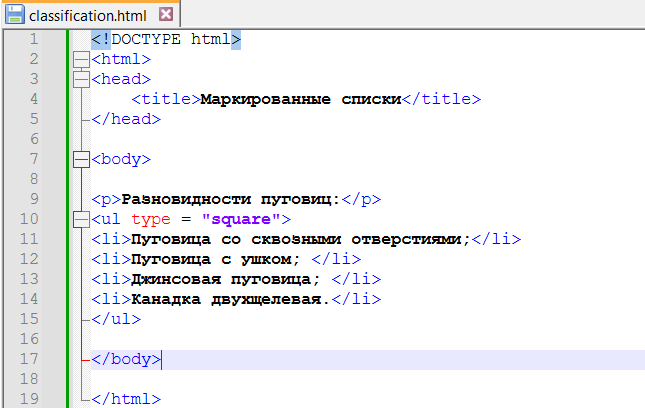 classification.html
1 <!DOCTYPE html>
2 <html>
3 <head>
4 <title>Маркированные списки</title>
5 </head>
6
7 <body>
8
9 <p>Разновидности пуговиц:</p>
10 <ul type = "square">
11 <li>Пуговица со сквозными отверстиями;</li>
12 <li>Пуговица с ушком; </li>
13 <li>Джинсовая пуговица; </li>
14 <li>Канадка двухщелевая.</li>
15 </ul>
16
17 </body>
18
19 </html>